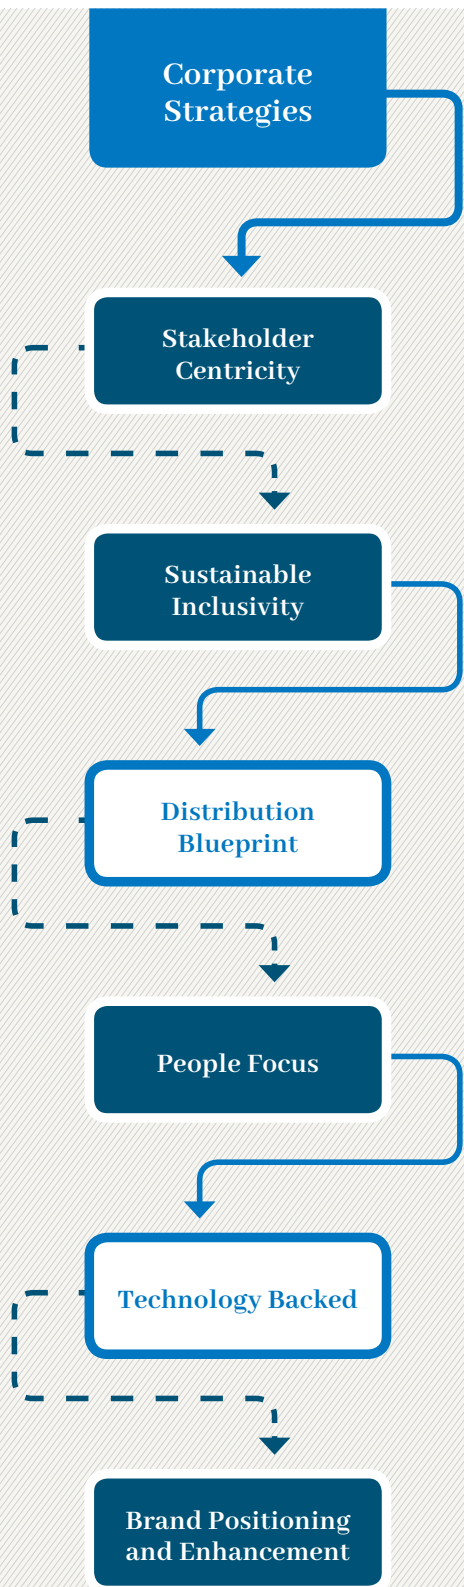 Corporate
Strategies
Stakeholder
Centricity
Sustainable
Inclusivity
Distribution
Blueprint
People Focus
Technology Backed
Brand Positioning
and Enhancement